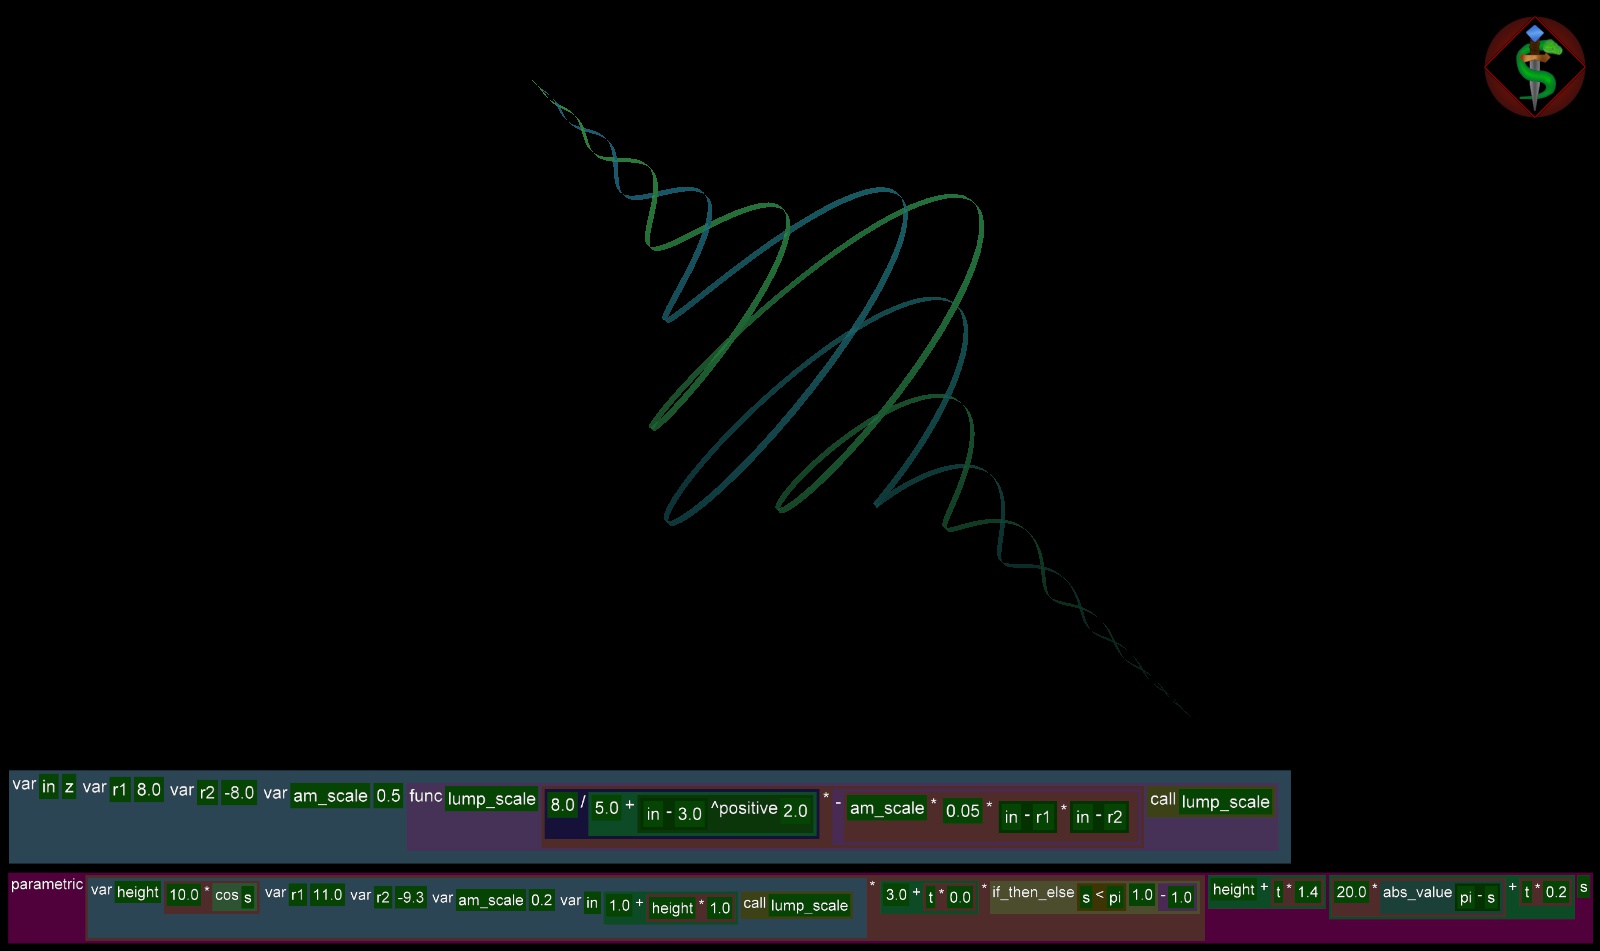 var in z var r1 8.0 var r2 -8.0 var am_scale 0.5 func lump_scale 8.0 / 5.0 + in - 3.0 ^positive 2.0 * - am_scale * 0.05 * in - r1 * in - r2 call lump_scale
parametric var height 10.0 * cos s var r1 11.0 var r2 -9.3 var am_scale 0.2 var in 1.0 + height * 1.0 call lump_scale * 3.0 + t * 0.0 * if_then_else s < pi 1.0 - 1.0 height + t * 1.4 20.0 * abs_value pi - s + t * 0.2 s